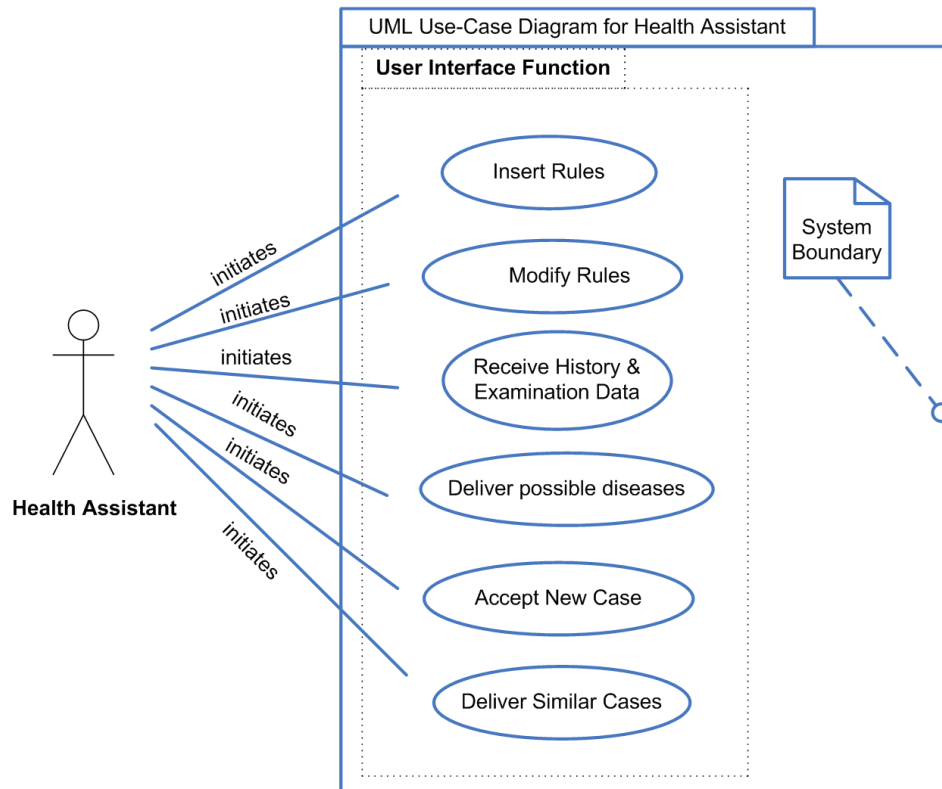 UML Use-Case Diagram for Health Assistant
User Interface Function
Insert Rules
System
Boundary
initiates
Modify Rules
initiates
initiates
Receive History &
Examination Data
initiates
initiates
Deliver possible diseases
Health Assistant
initiates
Accept New Case
Deliver Similar Cases